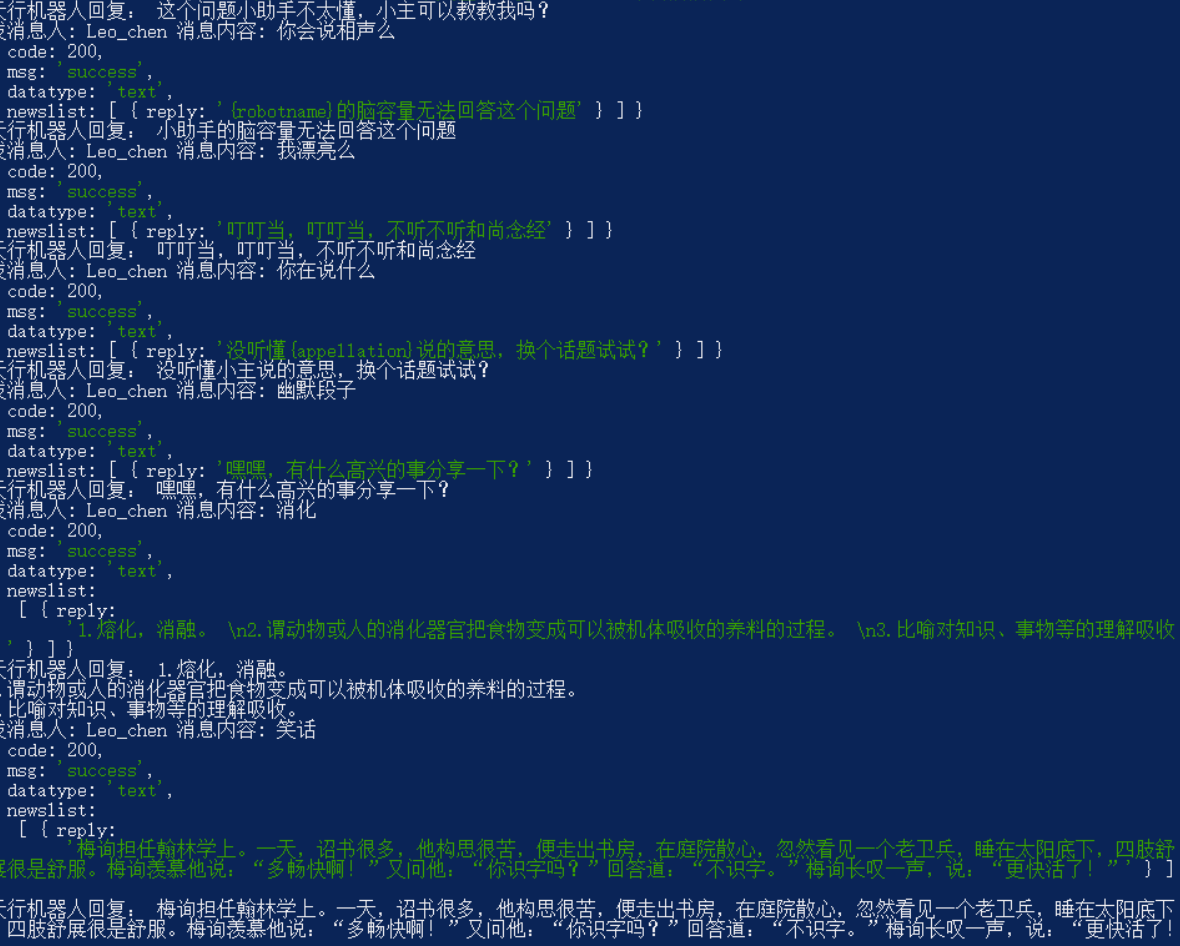 天行机器人回复： 这个问题小助手不太懂，小主可以教教我吗？
发消息人: Leo_chen 消息内容: 你会说相声么
code: 200,
msg: 'success',
datatype: 'text',
newslist: [ { reply: '{robotname}的脑容量无法回答这个问题' } ] }
天行机器人回复： 小助手的脑容量无法回答这个问题
发消息人: Leo_chen 消息内容: 我漂亮么
code: 200,
msg: 'success',
datatype: 'text',
newslist: [ { reply: '叮叮当，叮叮当，不听不听和尚念经' } ] }
天行机器人回复： 叮叮当，叮叮当，不听不听和尚念经
发消息人: Leo_chen 消息内容: 你在说什么
code: 200,
msg: 'success',
datatype: 'text',
newslist: [ { reply: '没听懂{appellation}说的意思，换个话题试试？' } ] }
天行机器人回复： 没听懂小主说的意思，换个话题试试？
发消息人: Leo_chen 消息内容: 幽默段子
code: 200,
msg: 'success',
datatype: 'text',
newslist: [ { reply: '嘿嘿，有什么高兴的事分享一下？' } ] }
天行机器人回复： 嘿嘿，有什么高兴的事分享一下？
发消息人: Leo_chen 消息内容: 消化
code: 200,
msg: 'success',
datatype: 'text',
newslist:
[ { reply:
'1.熔化，消融。 \n2.谓动物或人的消化器官把食物变成可以被机体吸收的养料的过程。 \n3.比喻对知识、事物等的理解吸收
' } ] }
天行机器人回复： 1.熔化，消融。
.谓动物或人的消化器官把食物变成可以被机体吸收的养料的过程。
.比喻对知识、事物等的理解吸收。
发消息人: Leo_chen 消息内容: 笑话
code: 200,
msg: 'success',
datatype: 'text',
newslist:
[ { reply:
'梅询担任翰林学上。一天，诏书很多，他构思很苦，便走出书房，在庭院散心，忽然看见一个老卫兵，睡在太阳底下，四肢舒
展很是舒服。梅询羡慕他说：“多畅快啊！”又问他：“你识字吗？”回答道：“不识字。”梅询长叹一声，说：“更快活了！”' } ]
天行机器人回复： 梅询担任翰林学上。一天，诏书很多，他构思很苦，便走出书房，在庭院散心，忽然看见一个老卫兵，睡在太阳底下
四肢舒展很是舒服。梅询羡慕他说：“多畅快啊！”又问他：“你识字吗？”回答道：“不识字。”梅询长叹一声，说：“更快活了！